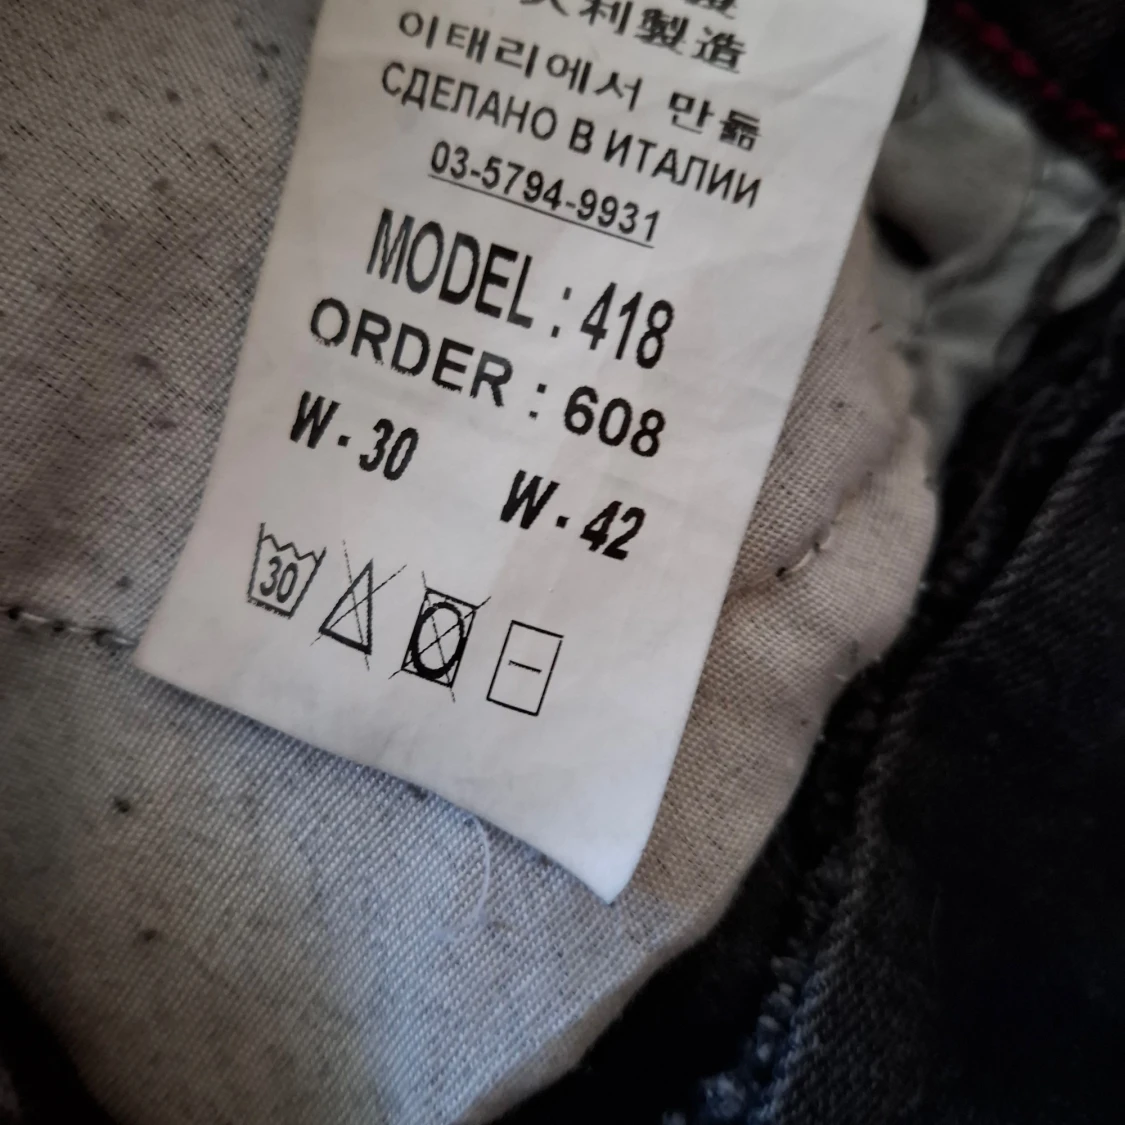 利製造
이태리에서 만듦
СДЕЛАНО В ИТАЛИИ
03-5794-9931
MODEL : 418
ORDER : 608
W - 30 W - 42
30